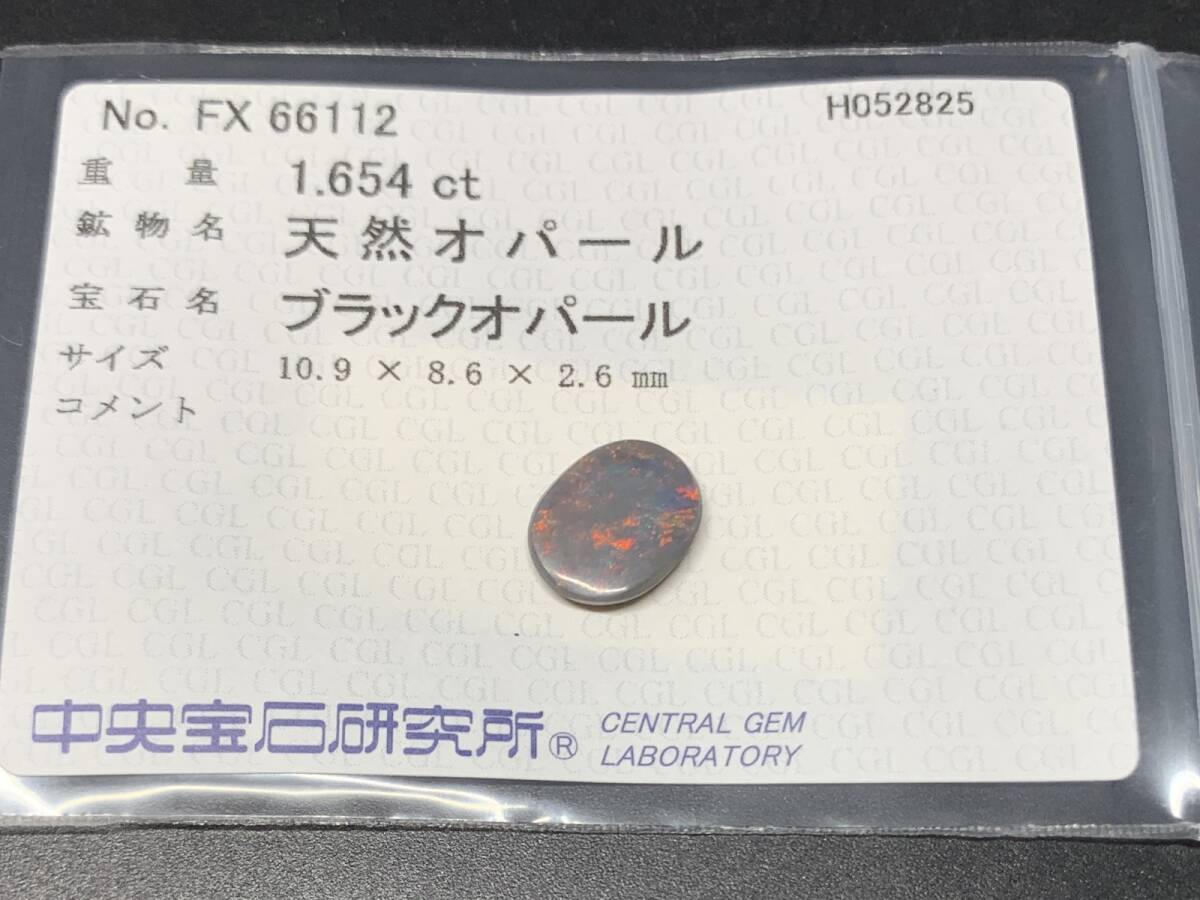 No. FX 66112 H052825
重量 1.654 ct
鉱物名 天然オパール
宝石名 ブラックオパール
サイズ 10.9 × 8.6 × 2.6 mm
コメント
中央宝石研究所® CENTRAL GEM
LABORATORY